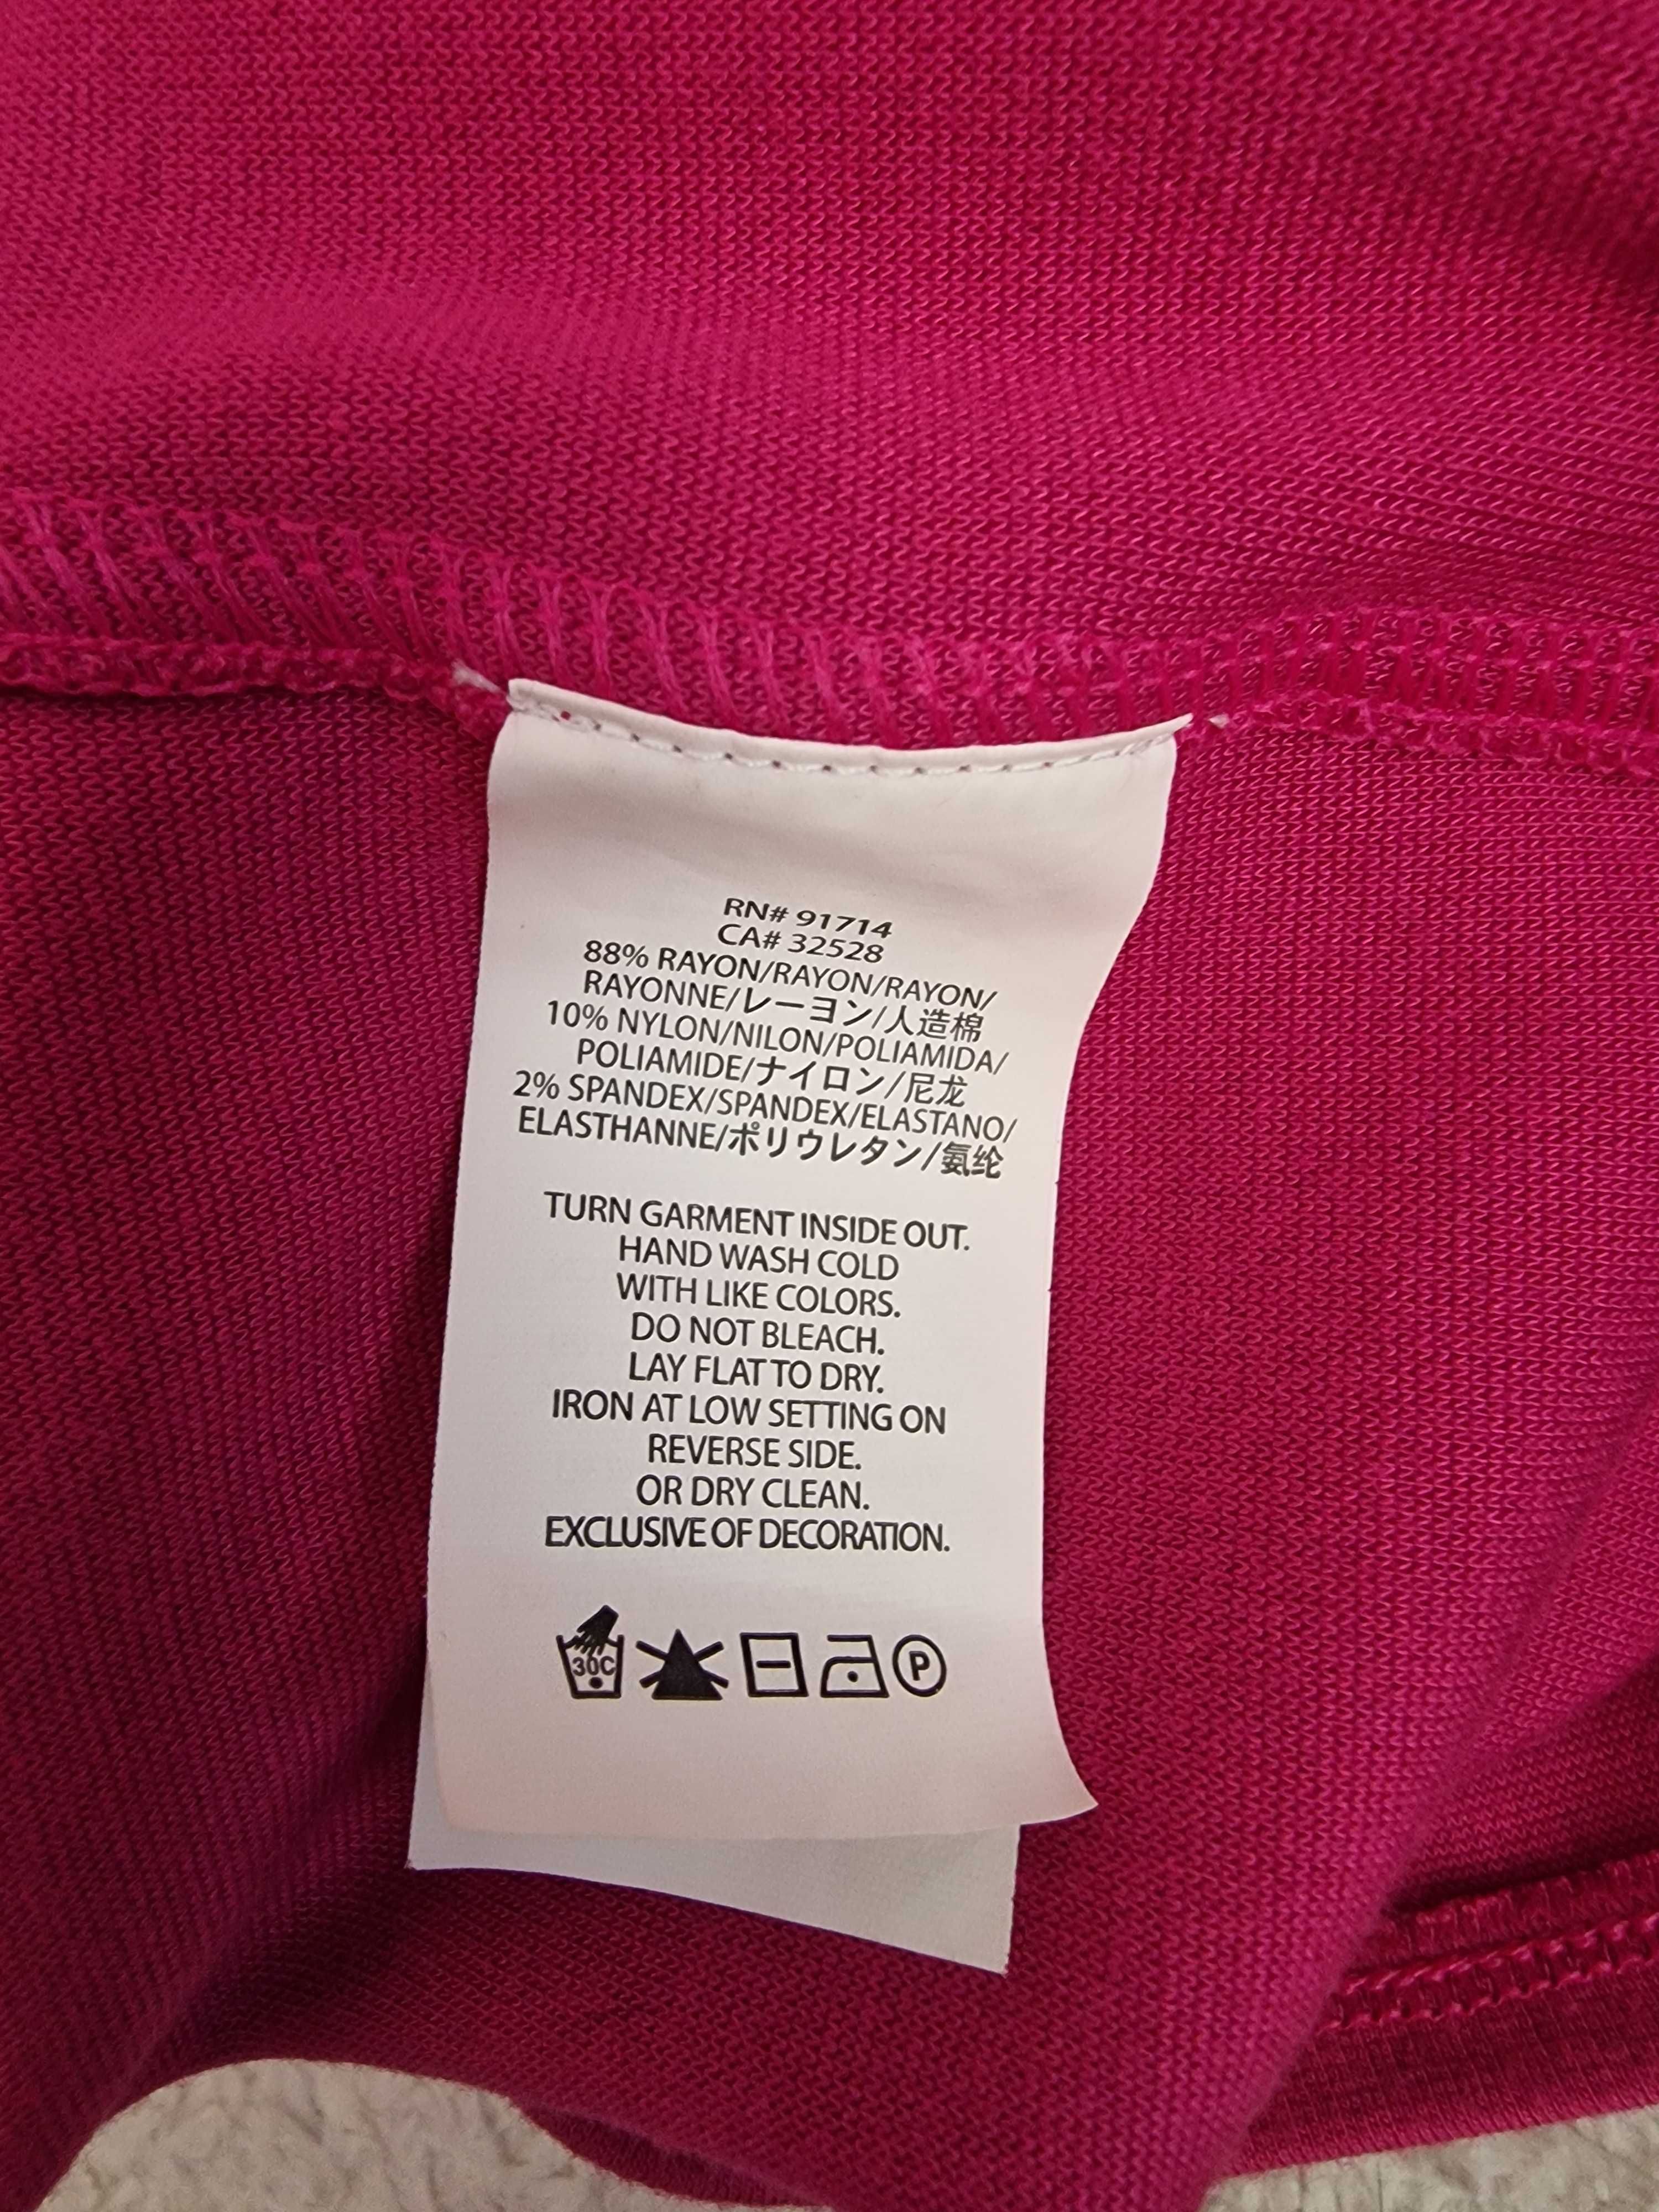 RN# 91714
CA# 32528
88% RAYON/RAYON/RAYON/
RAYONNE/レーヨン/人造棉
10% NYLON/NILON/POLIAMIDA/
POLIAMIDE/ナイロン/尼龙
2% SPANDEX/SPANDEX/ELASTANO/
ELASTHANNE/ポリウレタン/氨纶
TURN GARMENT INSIDE OUT.
HAND WASH COLD
WITH LIKE COLORS.
DO NOT BLEACH.
LAY FLAT TO DRY.
IRON AT LOW SETTING ON
REVERSE SIDE.
OR DRY CLEAN.
EXCLUSIVE OF DECORATION.
30C P